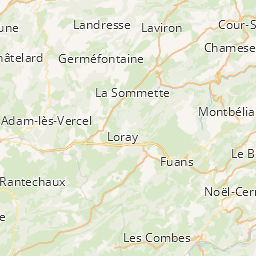 une
Landresse
Laviron
Cour-S
Chamese
hâtelard
Germéfontaine
La Sommette
Montbélia
Adam-lès-Vercel
Loray
Le B
Fuans
Rantechaux
Noël-Cern
e
Les Combes